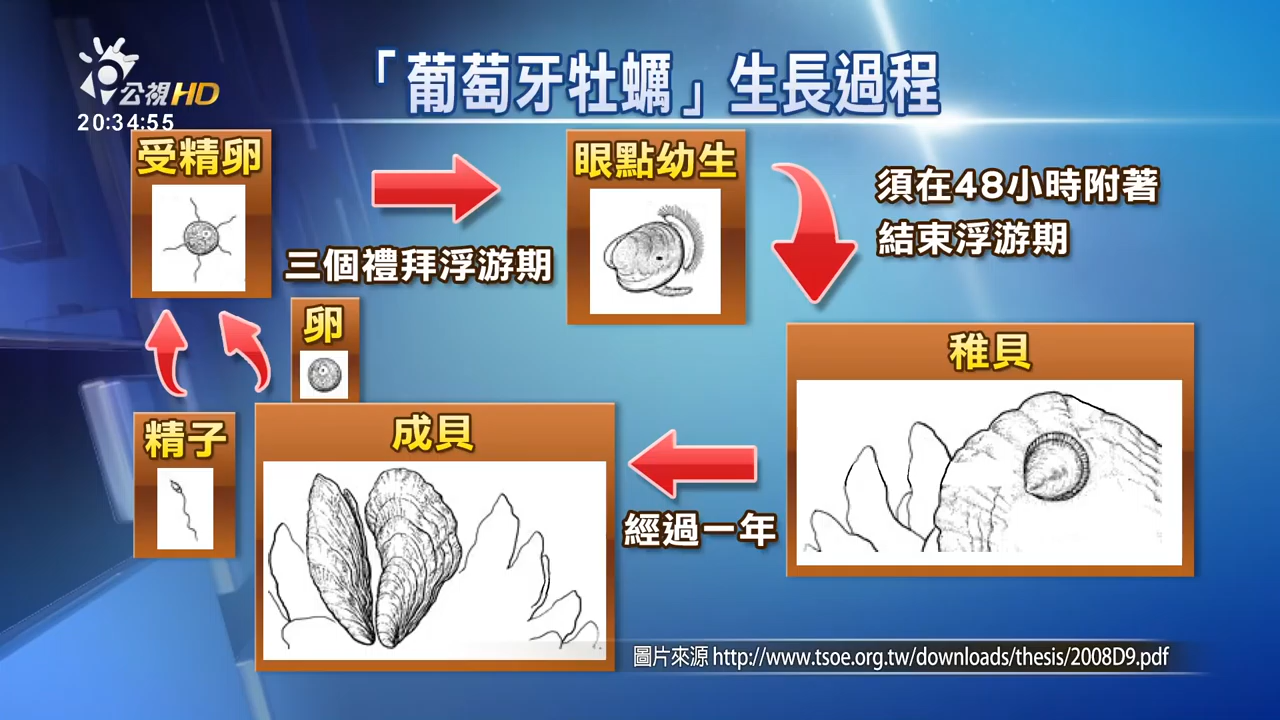 「葡萄牙牡蠣」生長過程
公視HD
20:34:55
受精卵
眼點幼生
須在48小時附著
結束浮游期
三個禮拜浮游期
卵
稚貝
精子
成貝
經過一年
圖片來源 http://www.tsoe.org.tw/downloads/thesis/2008D9.pdf